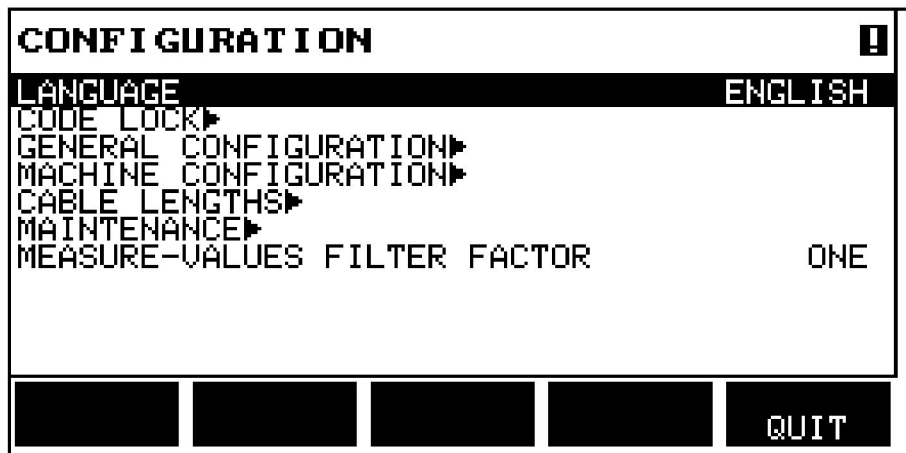 CONFIGURATION !
LANGUAGE ENGLISH
CODE LOCK▶
GENERAL CONFIGURATION▶
MACHINE CONFIGURATION▶
CABLE LENGTHS▶
MAINTENANCE▶
MEASURE-VALUES FILTER FACTOR ONE
QUIT